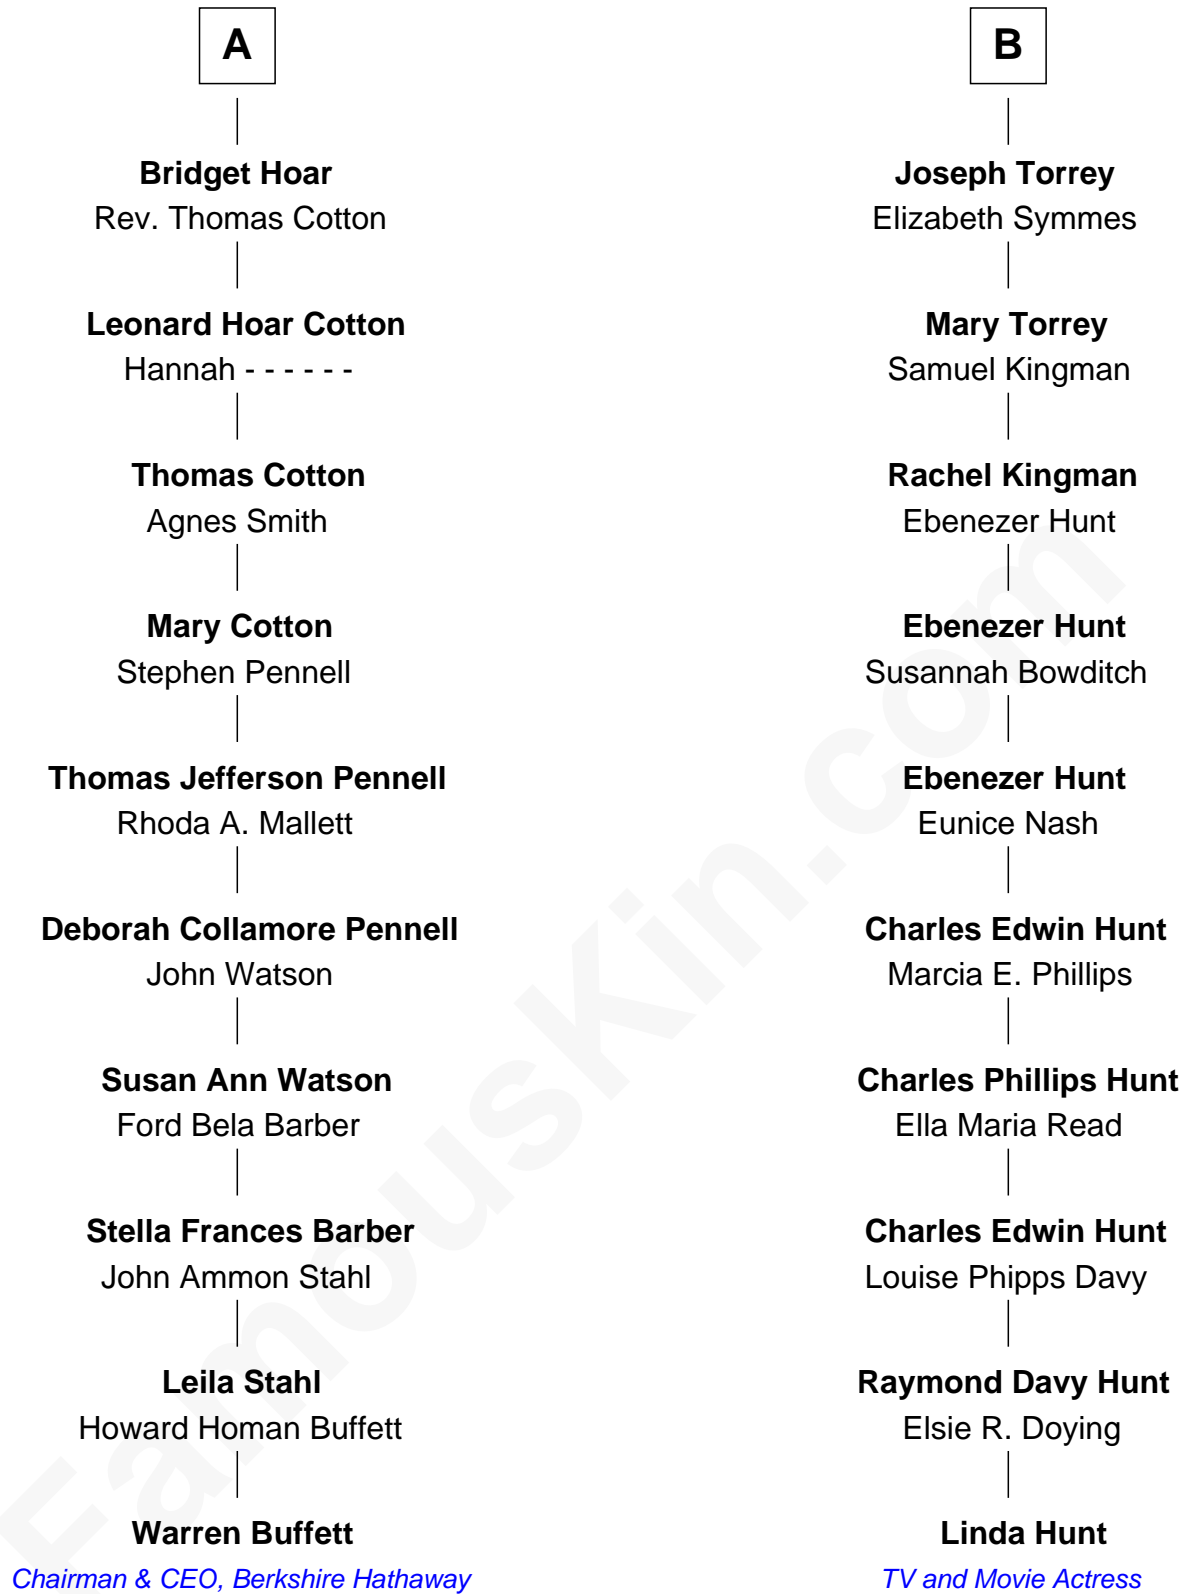 A
Bridget Hoar
Rev. Thomas Cotton
Leonard Hoar Cotton
Hannah - - - - - -
Thomas Cotton
Agnes Smith
Mary Cotton
Stephen Pennell
Thomas Jefferson Pennell
Rhoda A. Mallett
Deborah Collamore Pennell
John Watson
Susan Ann Watson
Ford Bela Barber
Stella Frances Barber
John Ammon Stahl
Leila Stahl
Howard Homan Buffett
Warren Buffett
Chairman & CEO, Berkshire Hathaway
B
Joseph Torrey
Elizabeth Symmes
Mary Torrey
Samuel Kingman
Rachel Kingman
Ebenezer Hunt
Ebenezer Hunt
Susannah Bowditch
Ebenezer Hunt
Eunice Nash
Charles Edwin Hunt
Marcia E. Phillips
Charles Phillips Hunt
Ella Maria Read
Charles Edwin Hunt
Louise Phipps Davy
Raymond Davy Hunt
Elsie R. Doying
Linda Hunt
TV and Movie Actress
FamousKin.com